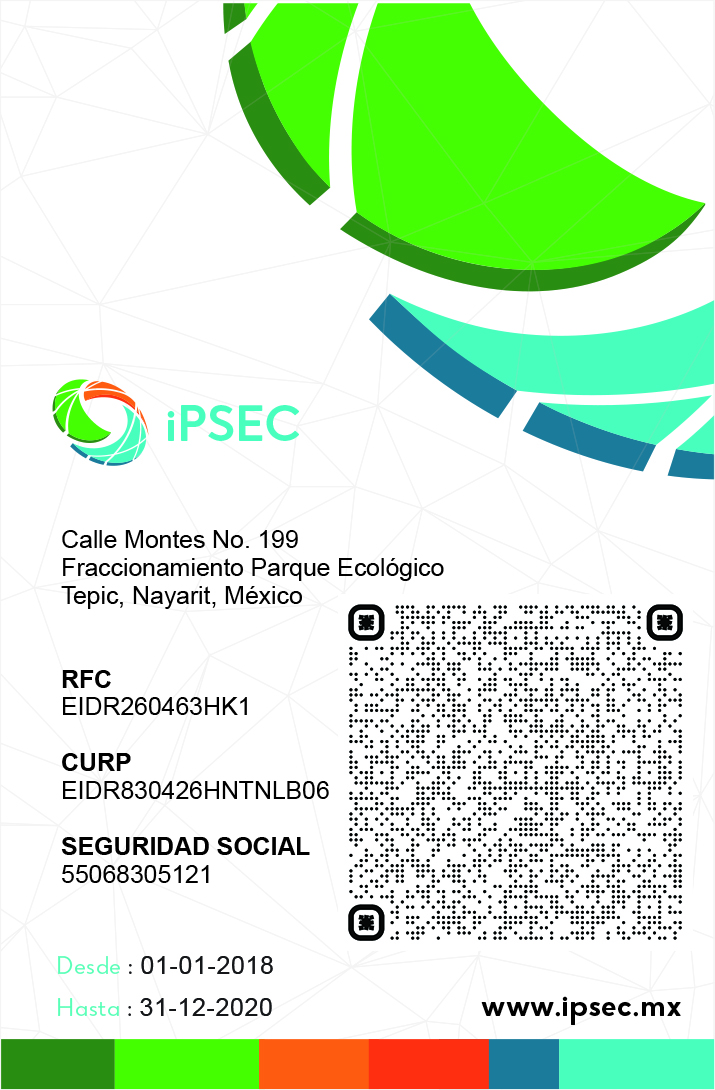 iPSEC
Calle Montes No. 199
Fraccionamiento Parque Ecológico
Tepic, Nayarit, México
RFC
EIDR260463HK1
CURP
EIDR830426HNTNLB06
SEGURIDAD SOCIAL
55068305121
Desde : 01-01-2018
Hasta : 31-12-2020
www.ipsec.mx